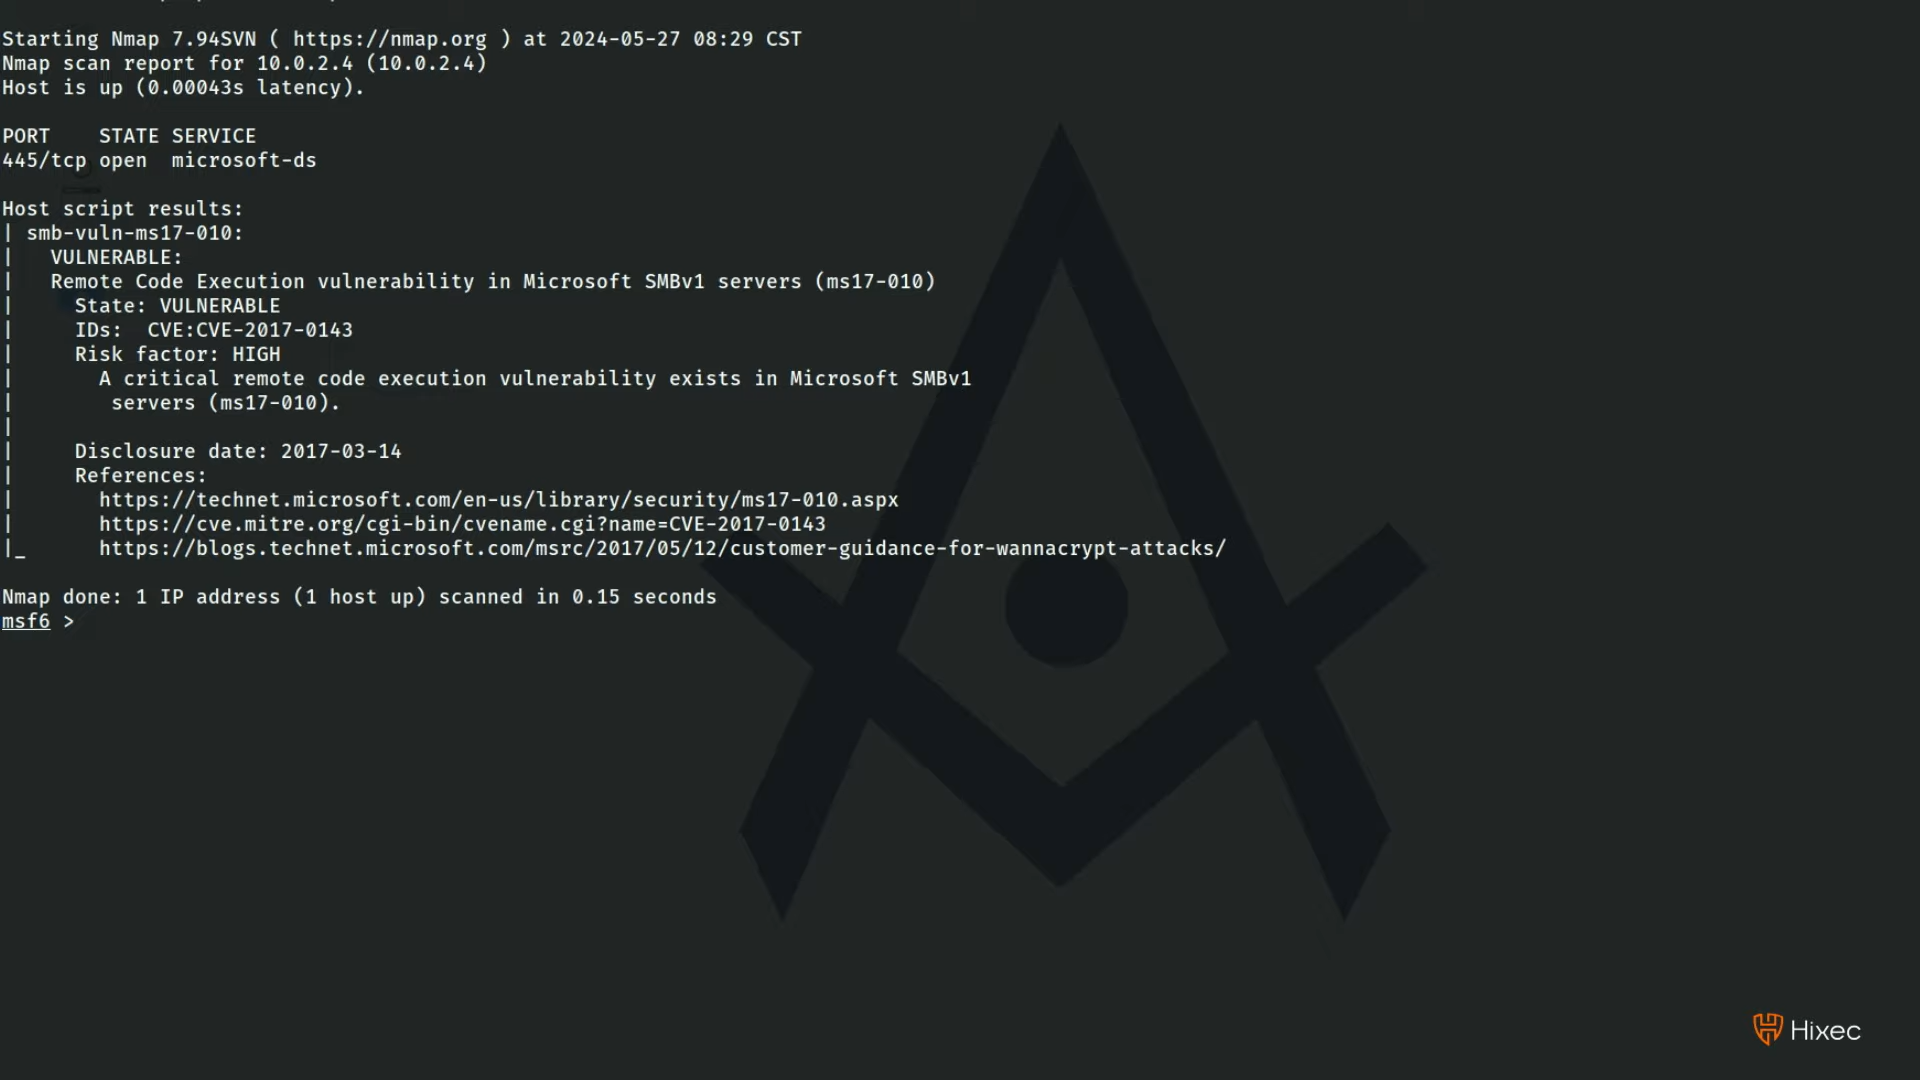 Starting Nmap 7.94SVN ( https://nmap.org ) at 2024-05-27 08:29 CST
Nmap scan report for 10.0.2.4 (10.0.2.4)
Host is up (0.00043s latency).
PORT    STATE SERVICE
445/tcp open  microsoft-ds
Host script results:
| smb-vuln-ms17-010:
|   VULNERABLE:
|   Remote Code Execution vulnerability in Microsoft SMBv1 servers (ms17-010)
|     State: VULNERABLE
|     IDs:  CVE:CVE-2017-0143
|     Risk factor: HIGH
|       A critical remote code execution vulnerability exists in Microsoft SMBv1
|        servers (ms17-010).
|
|     Disclosure date: 2017-03-14
|     References:
|       https://technet.microsoft.com/en-us/library/security/ms17-010.aspx
|       https://cve.mitre.org/cgi-bin/cvename.cgi?name=CVE-2017-0143
|_      https://blogs.technet.microsoft.com/msrc/2017/05/12/customer-guidance-for-wannacrypt-attacks/
Nmap done: 1 IP address (1 host up) scanned in 0.15 seconds
msf6 >
Hixec